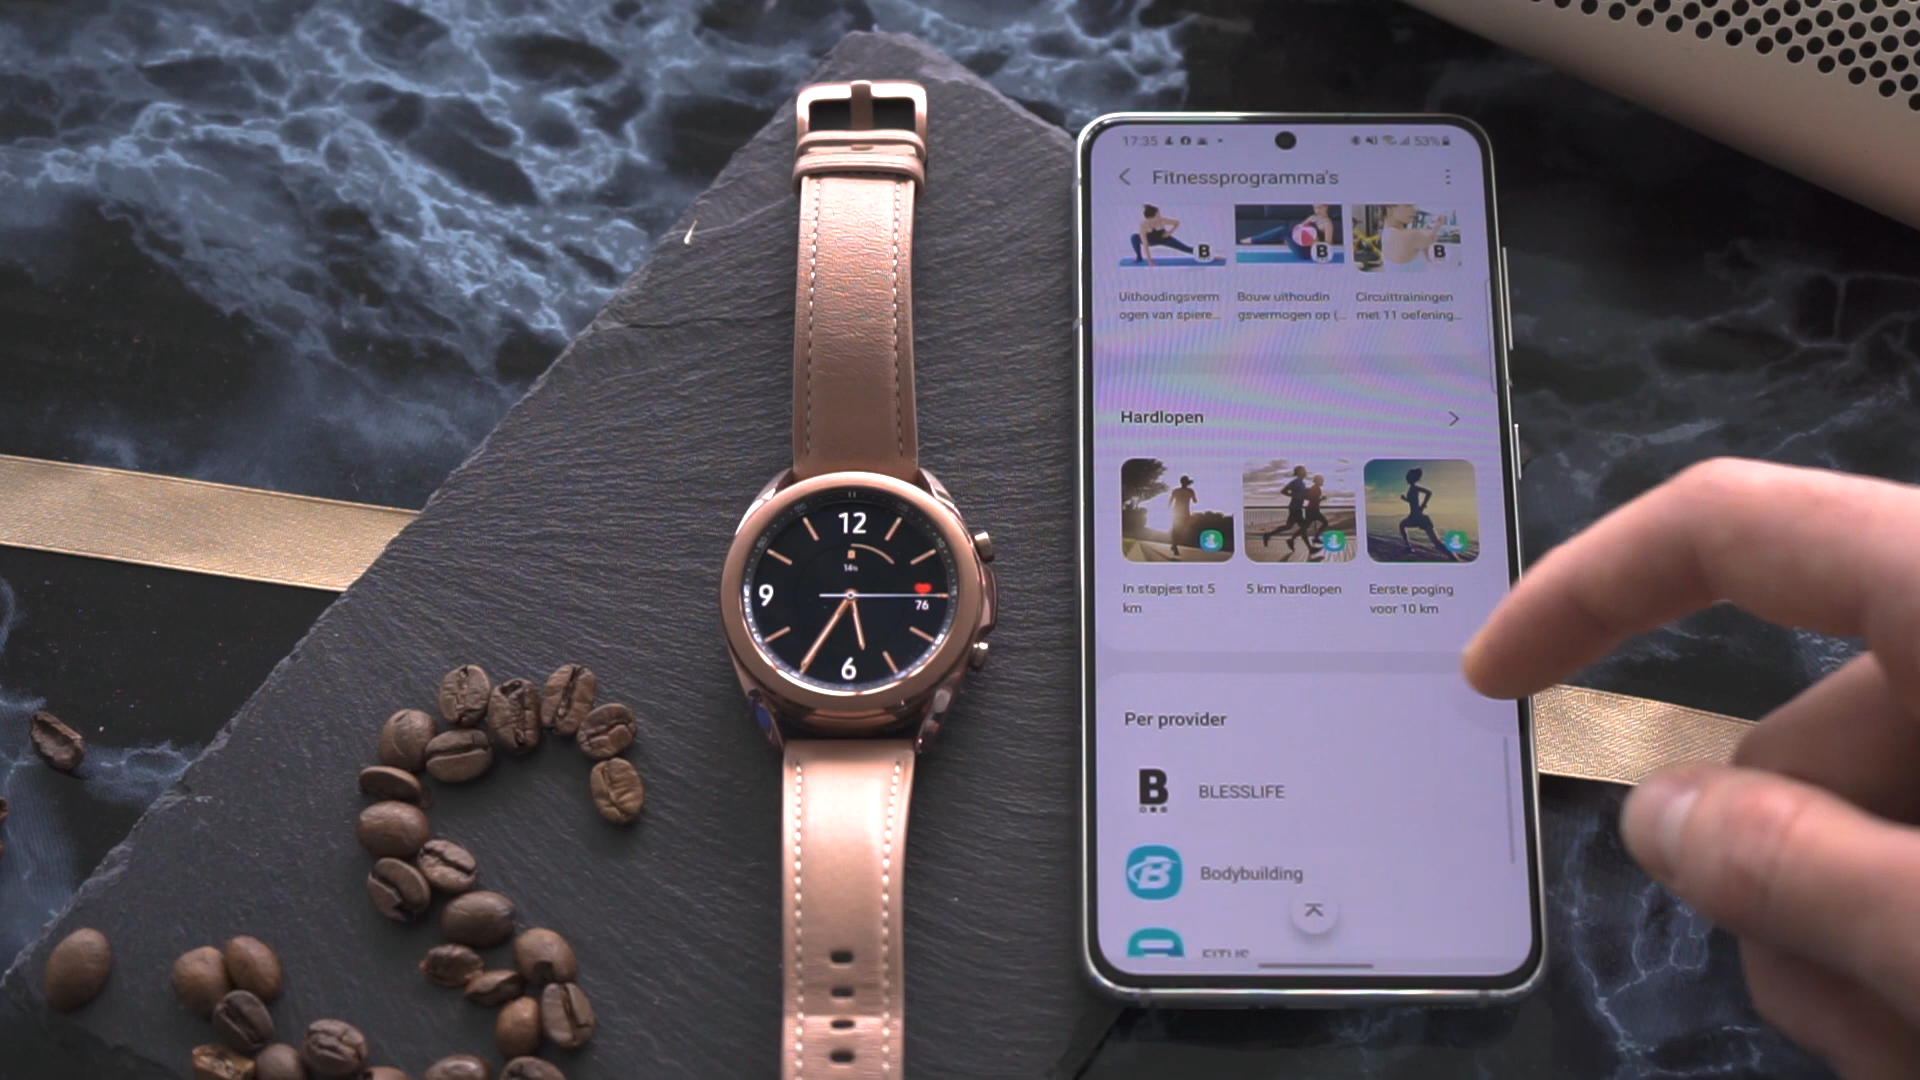 12
14%
9
76
6
17:35
53%
Fitnessprogramma's
B
B
B
Uithoudingsverm
ogen van spiere...
Bouw uithoudin
gsvermogen op (...
Circuittrainingen
met 11 oefening...
Hardlopen
In stapjes tot 5
km
5 km hardlopen
Eerste poging
voor 10 km
Per provider
B
BLESSLIFE
B
Bodybuilding